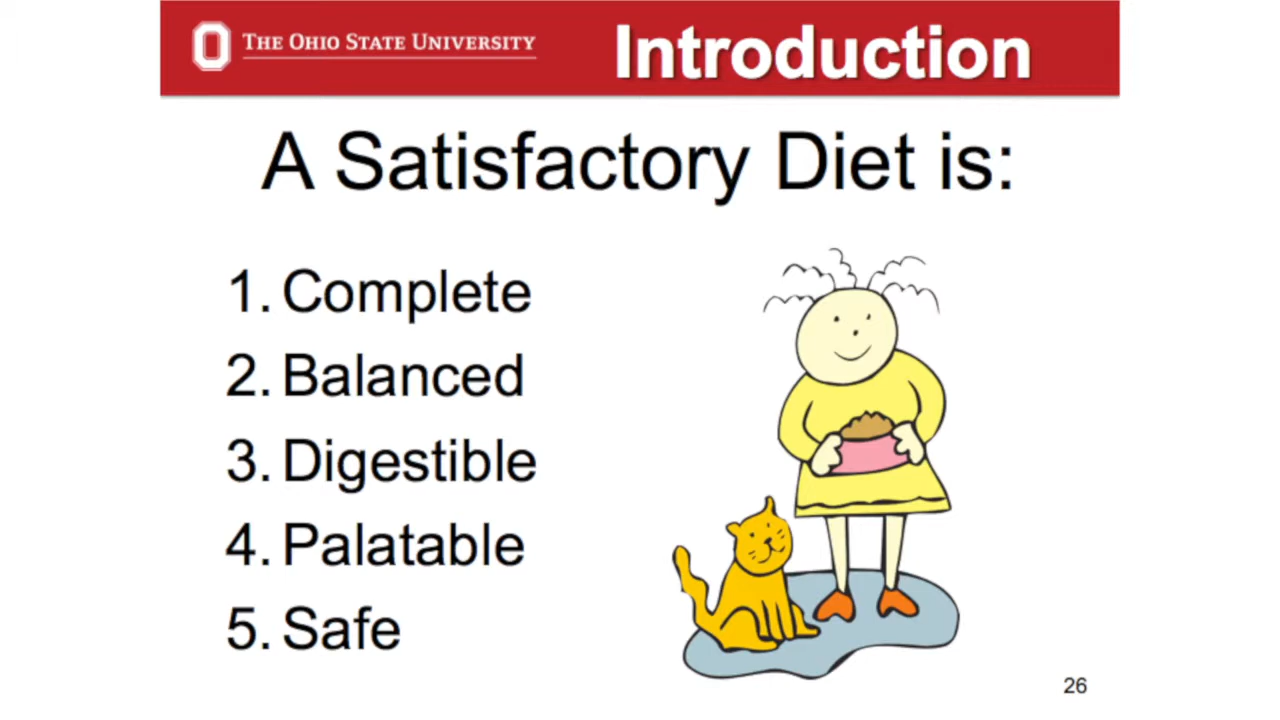 THE OHIO STATE UNIVERSITY
Introduction
A Satisfactory Diet is:
1. Complete
2. Balanced
3. Digestible
4. Palatable
5. Safe
26